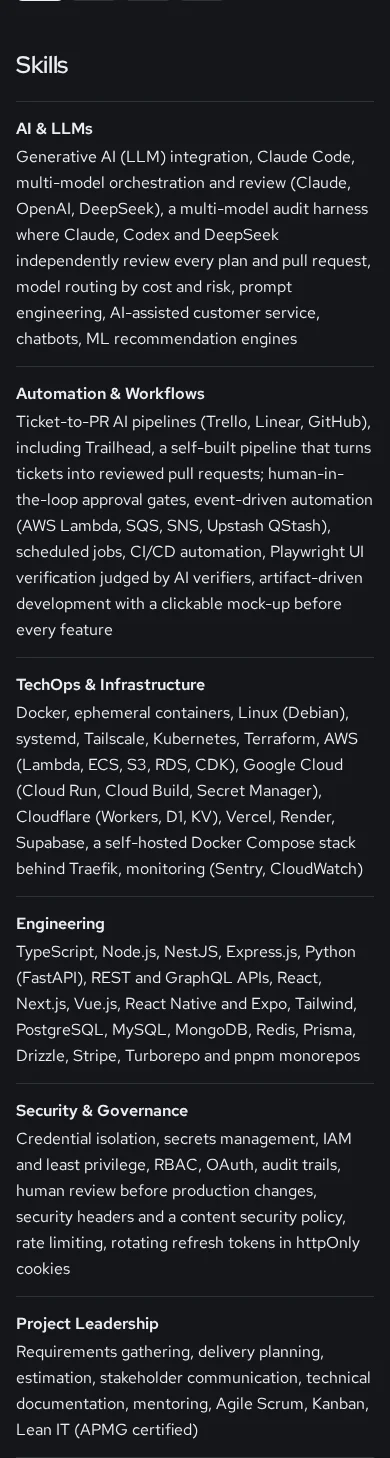 Skills
AI & LLMs
Generative AI (LLM) integration, Claude Code,
multi-model orchestration and review (Claude,
OpenAI, DeepSeek), a multi-model audit harness
where Claude, Codex and DeepSeek
independently review every plan and pull request,
model routing by cost and risk, prompt
engineering, AI-assisted customer service,
chatbots, ML recommendation engines
Automation & Workflows
Ticket-to-PR AI pipelines (Trello, Linear, GitHub),
including Trailhead, a self-built pipeline that turns
tickets into reviewed pull requests; human-in-
the-loop approval gates, event-driven automation
(AWS Lambda, SQS, SNS, Upstash QStash),
scheduled jobs, CI/CD automation, Playwright UI
verification judged by AI verifiers, artifact-driven
development with a clickable mock-up before
every feature
TechOps & Infrastructure
Docker, ephemeral containers, Linux (Debian),
systemd, Tailscale, Kubernetes, Terraform, AWS
(Lambda, ECS, S3, RDS, CDK), Google Cloud
(Cloud Run, Cloud Build, Secret Manager),
Cloudflare (Workers, D1, KV), Vercel, Render,
Supabase, a self-hosted Docker Compose stack
behind Traefik, monitoring (Sentry, CloudWatch)
Engineering
TypeScript, Node.js, NestJS, Express.js, Python
(FastAPI), REST and GraphQL APIs, React,
Next.js, Vue.js, React Native and Expo, Tailwind,
PostgreSQL, MySQL, MongoDB, Redis, Prisma,
Drizzle, Stripe, Turborepo and pnpm monorepos
Security & Governance
Credential isolation, secrets management, IAM
and least privilege, RBAC, OAuth, audit trails,
human review before production changes,
security headers and a content security policy,
rate limiting, rotating refresh tokens in httpOnly
cookies
Project Leadership
Requirements gathering, delivery planning,
estimation, stakeholder communication, technical
documentation, mentoring, Agile Scrum, Kanban,
Lean IT (APMG certified)